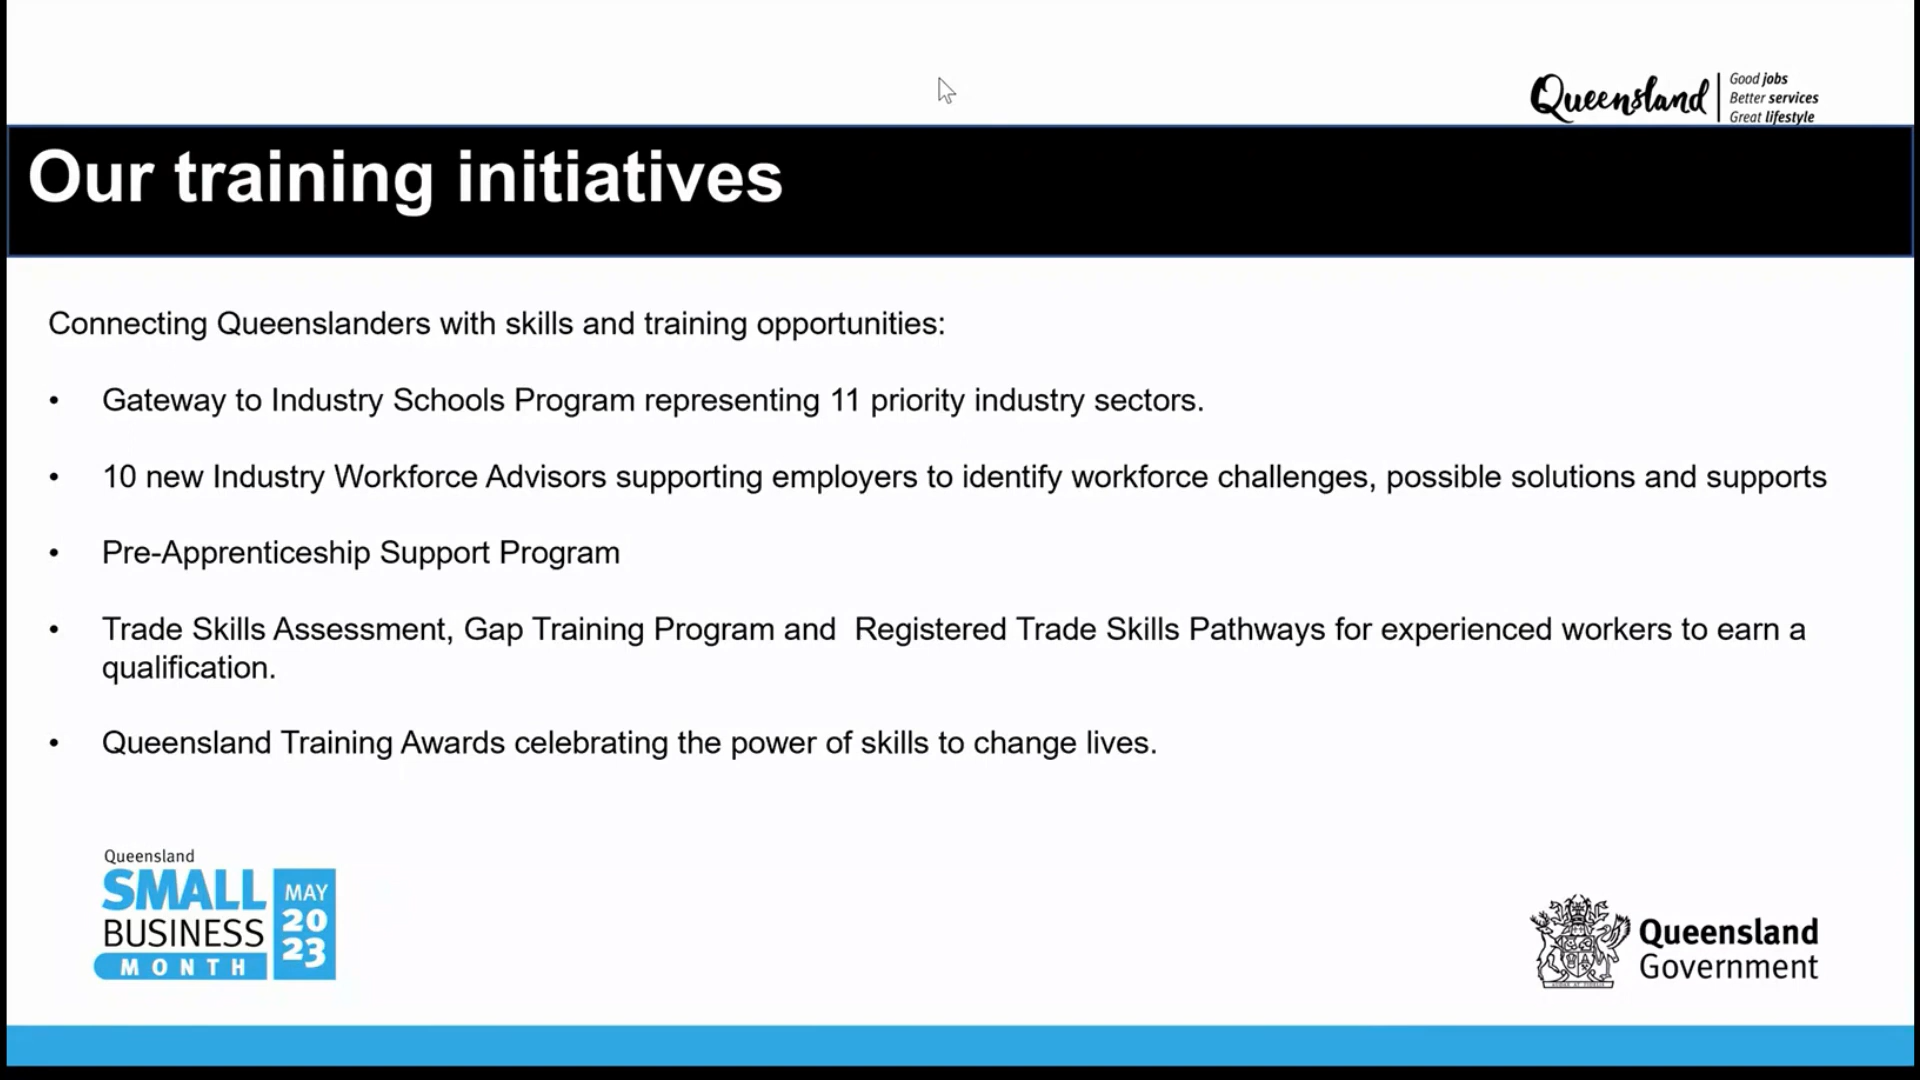 Queensland
Good jobs
Better services
Great lifestyle
Our training initiatives
Connecting Queenslanders with skills and training opportunities:
• Gateway to Industry Schools Program representing 11 priority industry sectors.
• 10 new Industry Workforce Advisors supporting employers to identify workforce challenges, possible solutions and supports
• Pre-Apprenticeship Support Program
• Trade Skills Assessment, Gap Training Program and  Registered Trade Skills Pathways for experienced workers to earn a
qualification.
• Queensland Training Awards celebrating the power of skills to change lives.
Queensland
SMALL
BUSINESS
MONTH
MAY
20
23
Queensland
Government